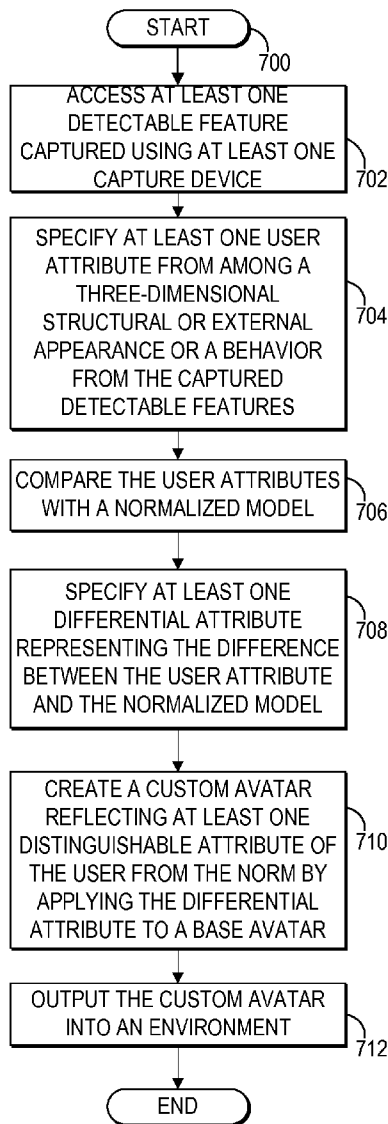 START
700
ACCESS AT LEAST ONE
DETECTABLE FEATURE
CAPTURED USING AT LEAST ONE
CAPTURE DEVICE
702
SPECIFY AT LEAST ONE USER
ATTRIBUTE FROM AMONG A
THREE-DIMENSIONAL
STRUCTURAL OR EXTERNAL
APPEARANCE OR A BEHAVIOR
FROM THE CAPTURED
DETECTABLE FEATURES
704
COMPARE THE USER ATTRIBUTES
WITH A NORMALIZED MODEL
706
SPECIFY AT LEAST ONE
DIFFERENTIAL ATTRIBUTE
REPRESENTING THE DIFFERENCE
BETWEEN THE USER ATTRIBUTE
AND THE NORMALIZED MODEL
708
CREATE A CUSTOM AVATAR
REFLECTING AT LEAST ONE
DISTINGUISHABLE ATTRIBUTE OF
THE USER FROM THE NORM BY
APPLYING THE DIFFERENTIAL
ATTRIBUTE TO A BASE AVATAR
710
OUTPUT THE CUSTOM AVATAR
INTO AN ENVIRONMENT
712
END